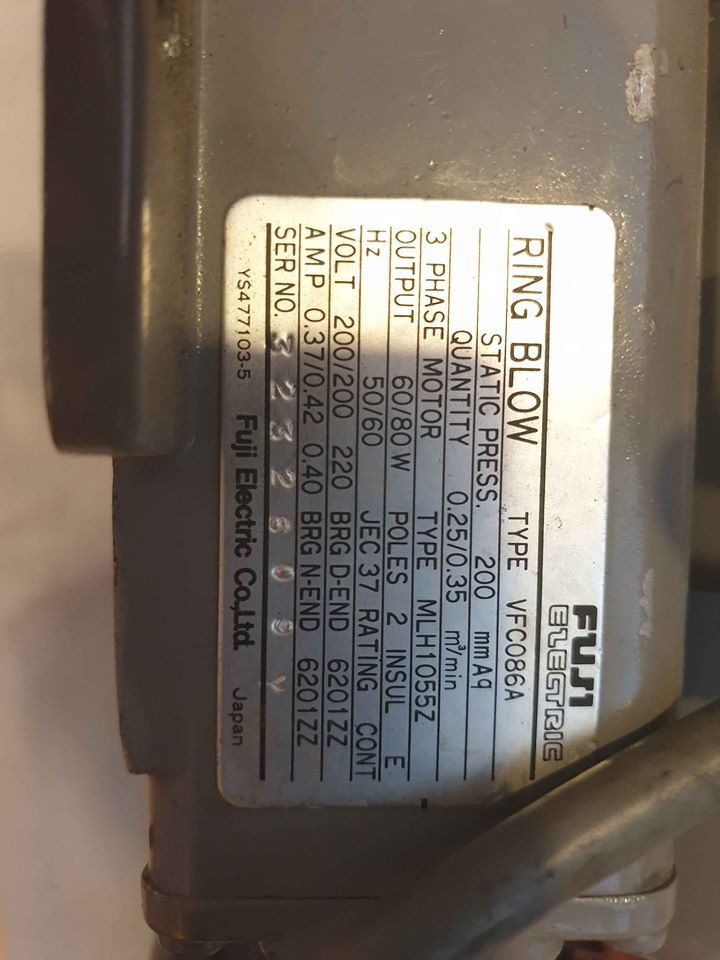 FUJI
ELECTRIC
RING BLOW TYPE VFC086A
STATIC PRESS. 200 mmAq
QUANTITY 0.25/0.35 m³/min
3 PHASE MOTOR TYPE MLH1055Z
OUTPUT 60/80W POLES 2 INSUL E
Hz 50/60 JEC 37 RATING CONT
VOLT 200/200 220 BRG D-END 6201ZZ
AMP 0.37/0.42 0.40 BRG N-END 6201ZZ
SER NO.
YS477103-5 Fuji Electric Co.,Ltd. Japan